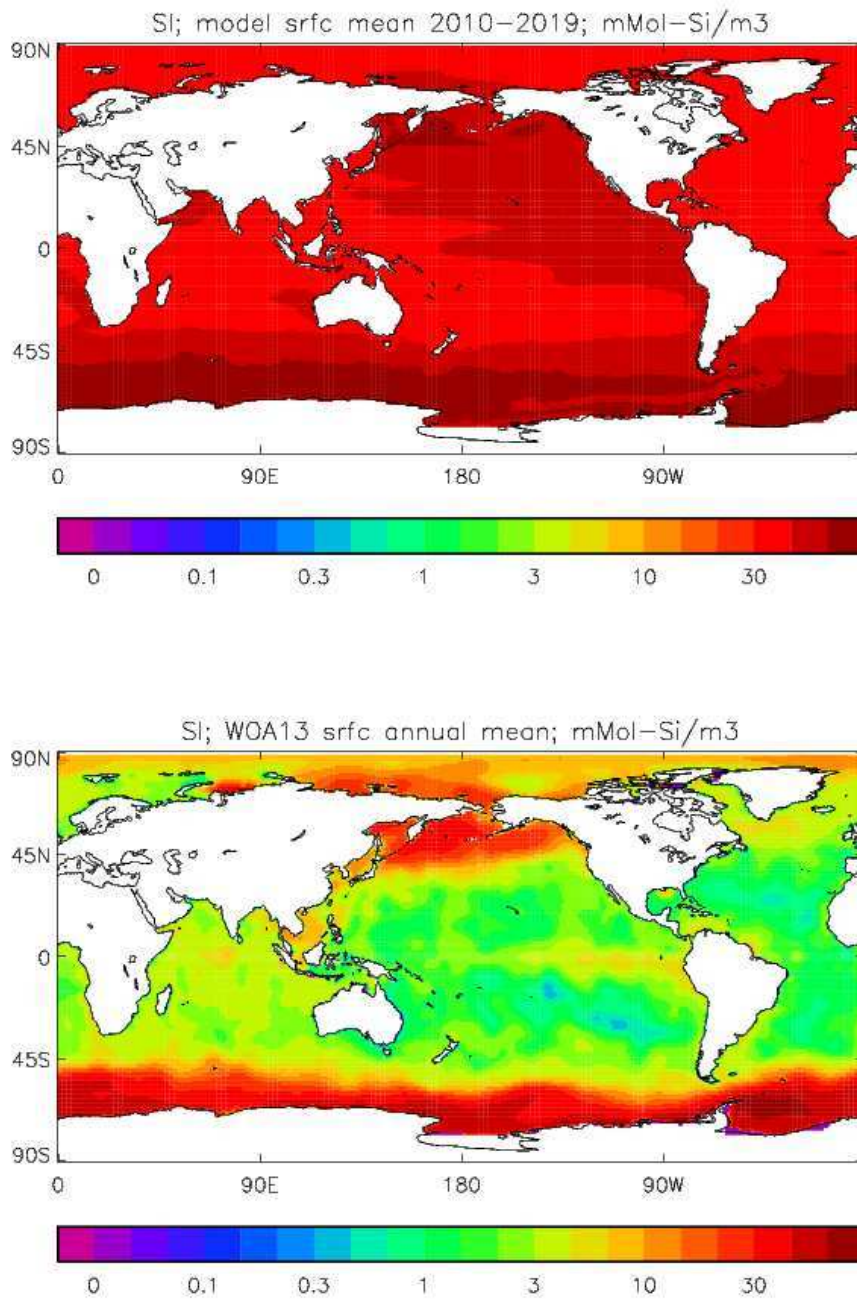 SI; model srfc mean 2010-2019; mMol-Si/m3
90N
45N
0
45S
90S
0 90E 180 90W
0 0.1 0.3 1 3 10 30
SI; WOA13 srfc annual mean; mMol-Si/m3
90N
45N
0
45S
90S
0 90E 180 90W
0 0.1 0.3 1 3 10 30